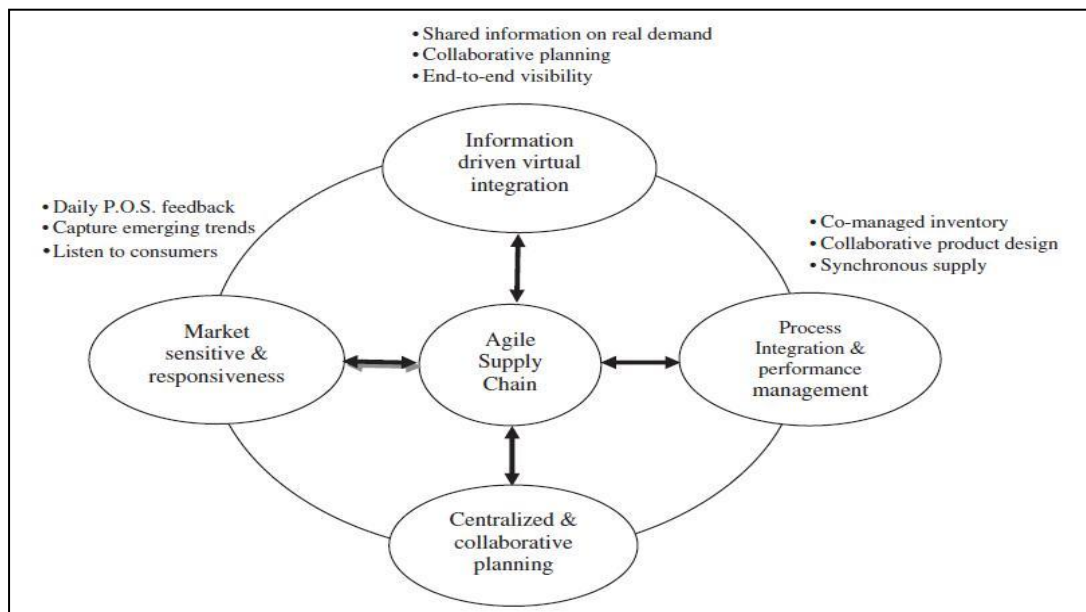 • Shared information on real demand
• Collaborative planning
• End-to-end visibility
Information
driven virtual
integration
• Daily P.O.S. feedback
• Capture emerging trends
• Listen to consumers
• Co-managed inventory
• Collaborative product design
• Synchronous supply
Market
sensitive &
responsiveness
Agile
Supply
Chain
Process
Integration &
performance
management
Centralized &
collaborative
planning